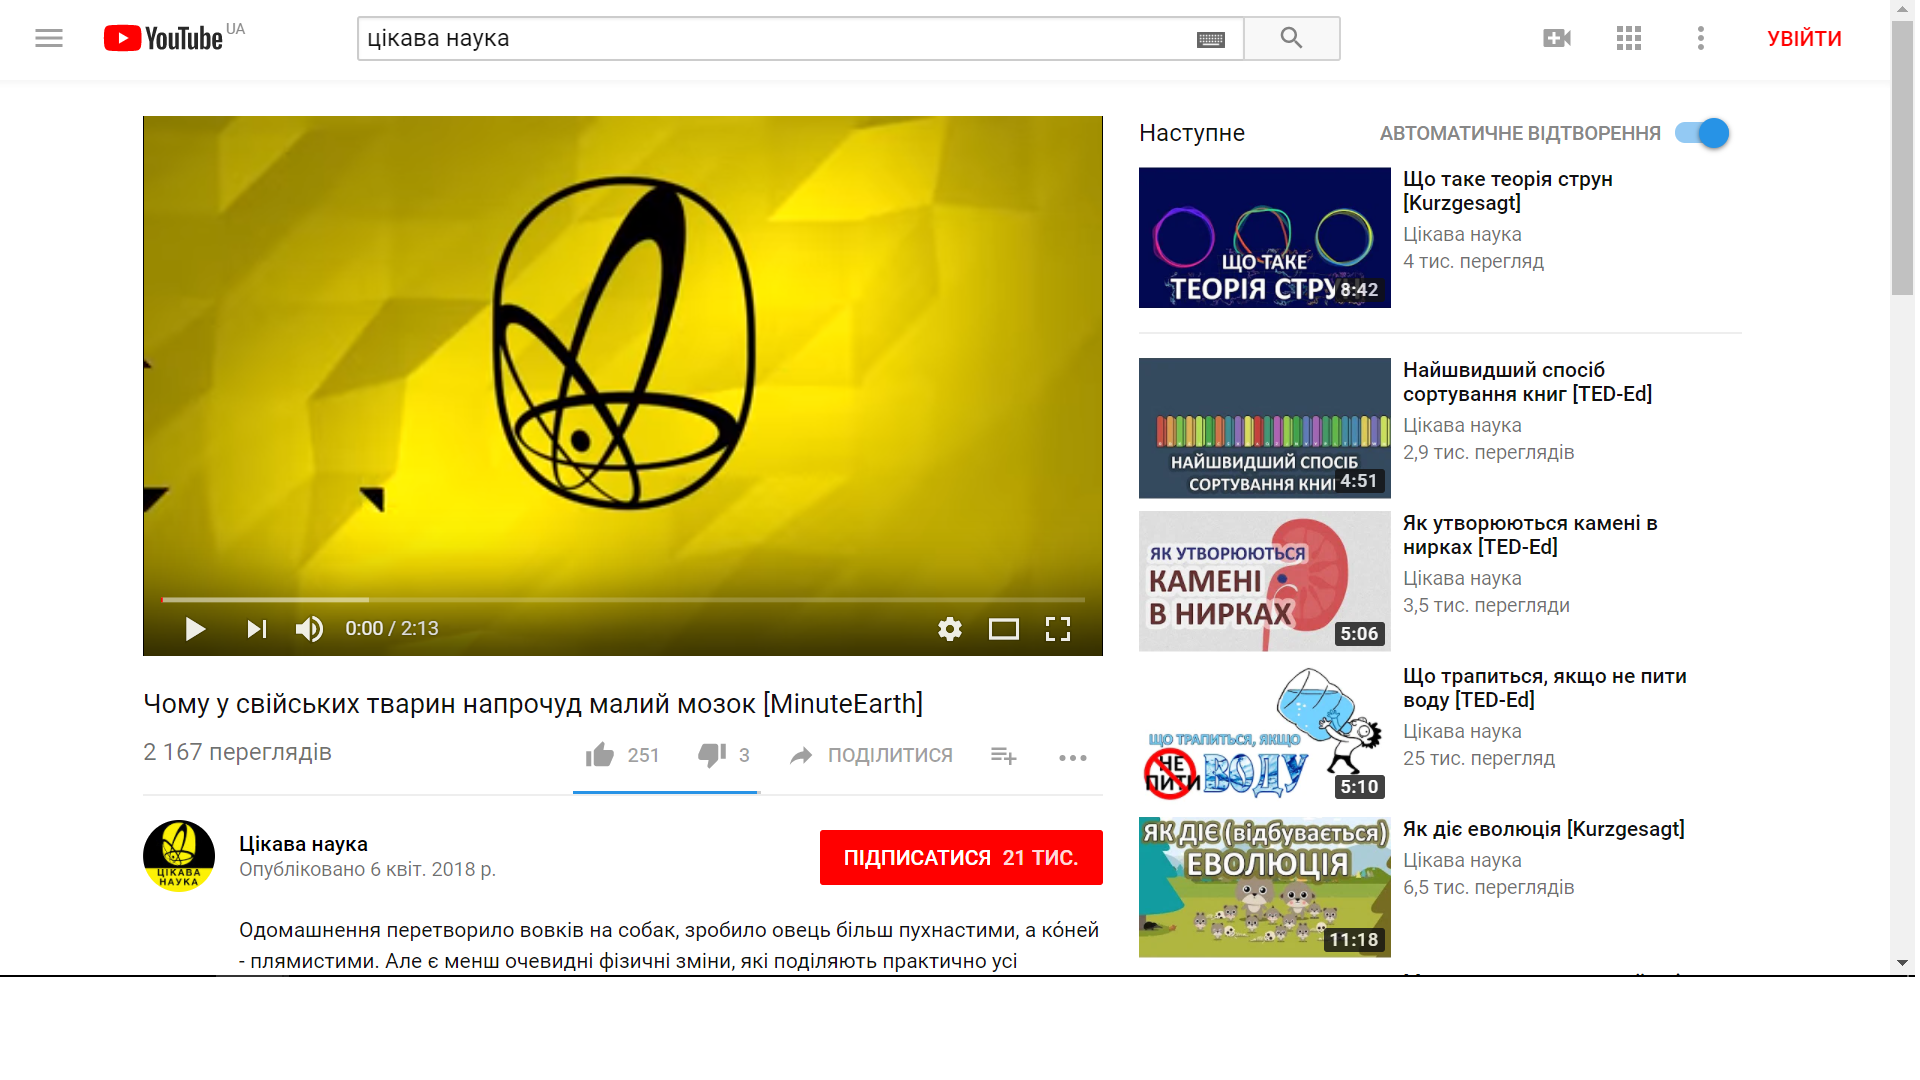 YouTube UA
цікава наука
УВІЙТИ
0:00 / 2:13
Чому у свійських тварин напрочуд малий мозок [MinuteEarth]
2 167 переглядів
251
3
ПОДІЛИТИСЯ
ЦІКАВА
НАУКА
Цікава наука
Опубліковано 6 квіт. 2018 р.
ПІДПИСАТИСЯ 21 ТИС.
Одомашнення перетворило вовків на собак, зробило овець більш пухнастими, а ко́ней
- плямистими. Але є менш очевидні фізичні зміни, які поділяють практично усі
Наступне
АВТОМАТИЧНЕ ВІДТВОРЕННЯ
ЩО ТАКЕ
ТЕОРІЯ СТРУ
8:42
Що таке теорія струн
[Kurzgesagt]
Цікава наука
4 тис. перегляд
НАЙШВИДШИЙ СПОСІБ
СОРТУВАННЯ КНИГ
4:51
Найшвидший спосіб
сортування книг [TED-Ed]
Цікава наука
2,9 тис. переглядів
ЯК УТВОРЮЮТЬСЯ
КАМЕНІ
В НИРКАХ
5:06
Як утворюються камені в
нирках [TED-Ed]
Цікава наука
3,5 тис. перегляди
ЩО ТРАПИТЬСЯ, ЯКЩО
НЕ
ПИТИ
ВОДУ
5:10
Що трапиться, якщо не пити
воду [TED-Ed]
Цікава наука
25 тис. перегляд
ЯК ДІЄ (відбувається)
ЕВОЛЮЦІЯ
11:18
Як діє еволюція [Kurzgesagt]
Цікава наука
6,5 тис. переглядів